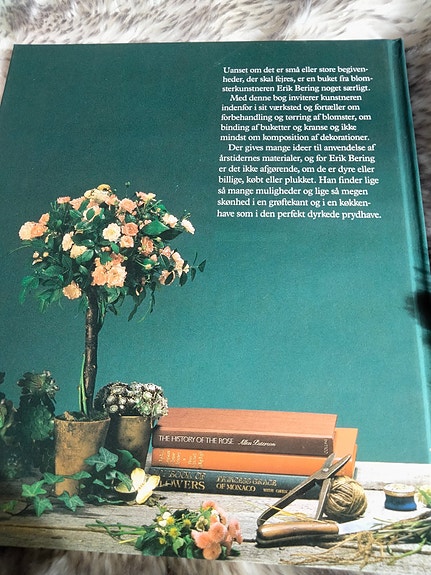 Uanset om det er små eller store begiven-
heder, der skal fejres, er en buket fra blom-
sterkunstneren Erik Bering noget særligt.
Med denne bog inviterer kunstneren
indenfor i sit værksted og fortæller om
forbehandling og tørring af blomster, om
binding af buketter og kranse og ikke
mindst om komposition af dekorationer.
Der gives mange ideer til anvendelse af
årstidernes materialer, og for Erik Bering
er det ikke afgørende, om de er dyre eller
billige, købt eller plukket. Han finder lige
så mange muligheder og lige så megen
skønhed i en grøftekant og i en køkken-
have som i den perfekt dyrkede prydhave.
THE HISTORY OF THE ROSE Allen Paterson
BOOK OF PRINCESS GRACE
FLOWERS OF MONACO